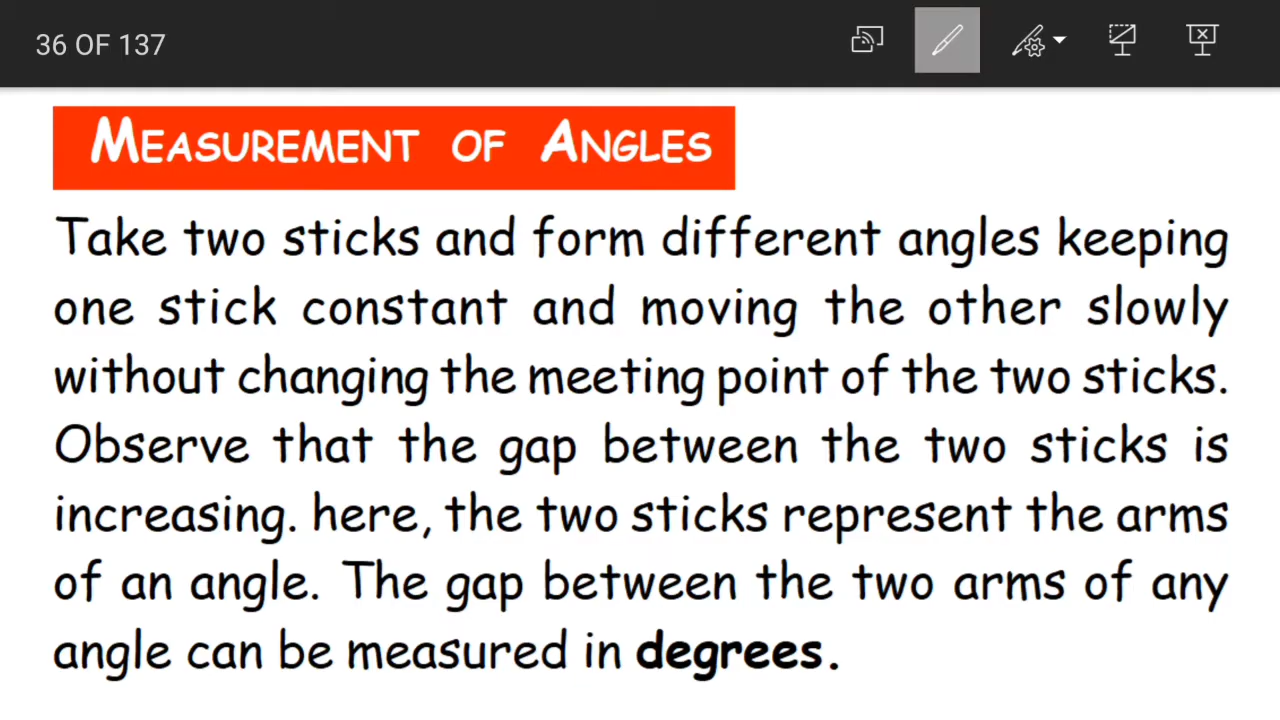 36 OF 137
MEASUREMENT OF ANGLES
Take two sticks and form different angles keeping
one stick constant and moving the other slowly
without changing the meeting point of the two sticks.
Observe that the gap between the two sticks is
increasing. here, the two sticks represent the arms
of an angle. The gap between the two arms of any
angle can be measured in degrees.